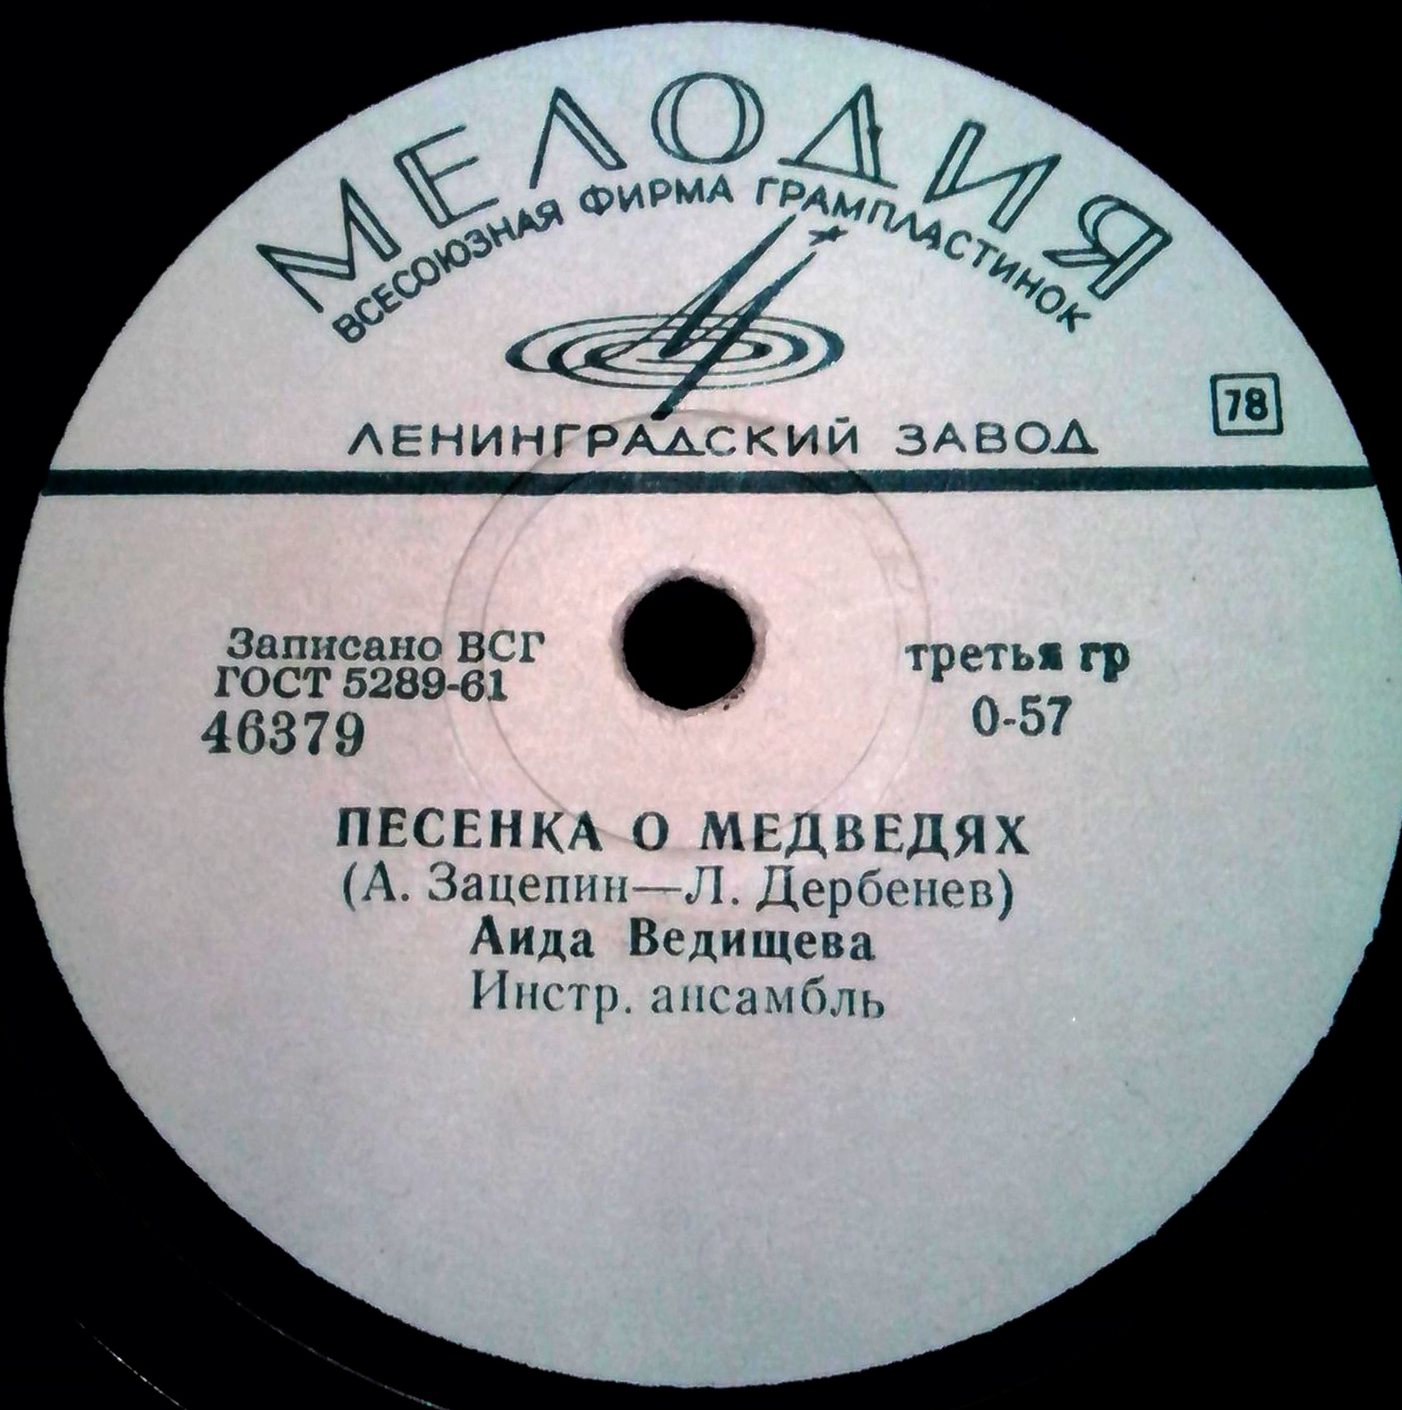 МЕЛОДИЯ
ВСЕСОЮЗНАЯ ФИРМА ГРАМПЛАСТИНОК
ЛЕНИНГРАДСКИЙ ЗАВОД
78
Записано ВСГ
ГОСТ 5289-61
46379
третья гр
0-57
ПЕСЕНКА О МЕДВЕДЯХ
(А. Зацепин—Л. Дербенев)
Аида Ведищева
Инстр. ансамбль